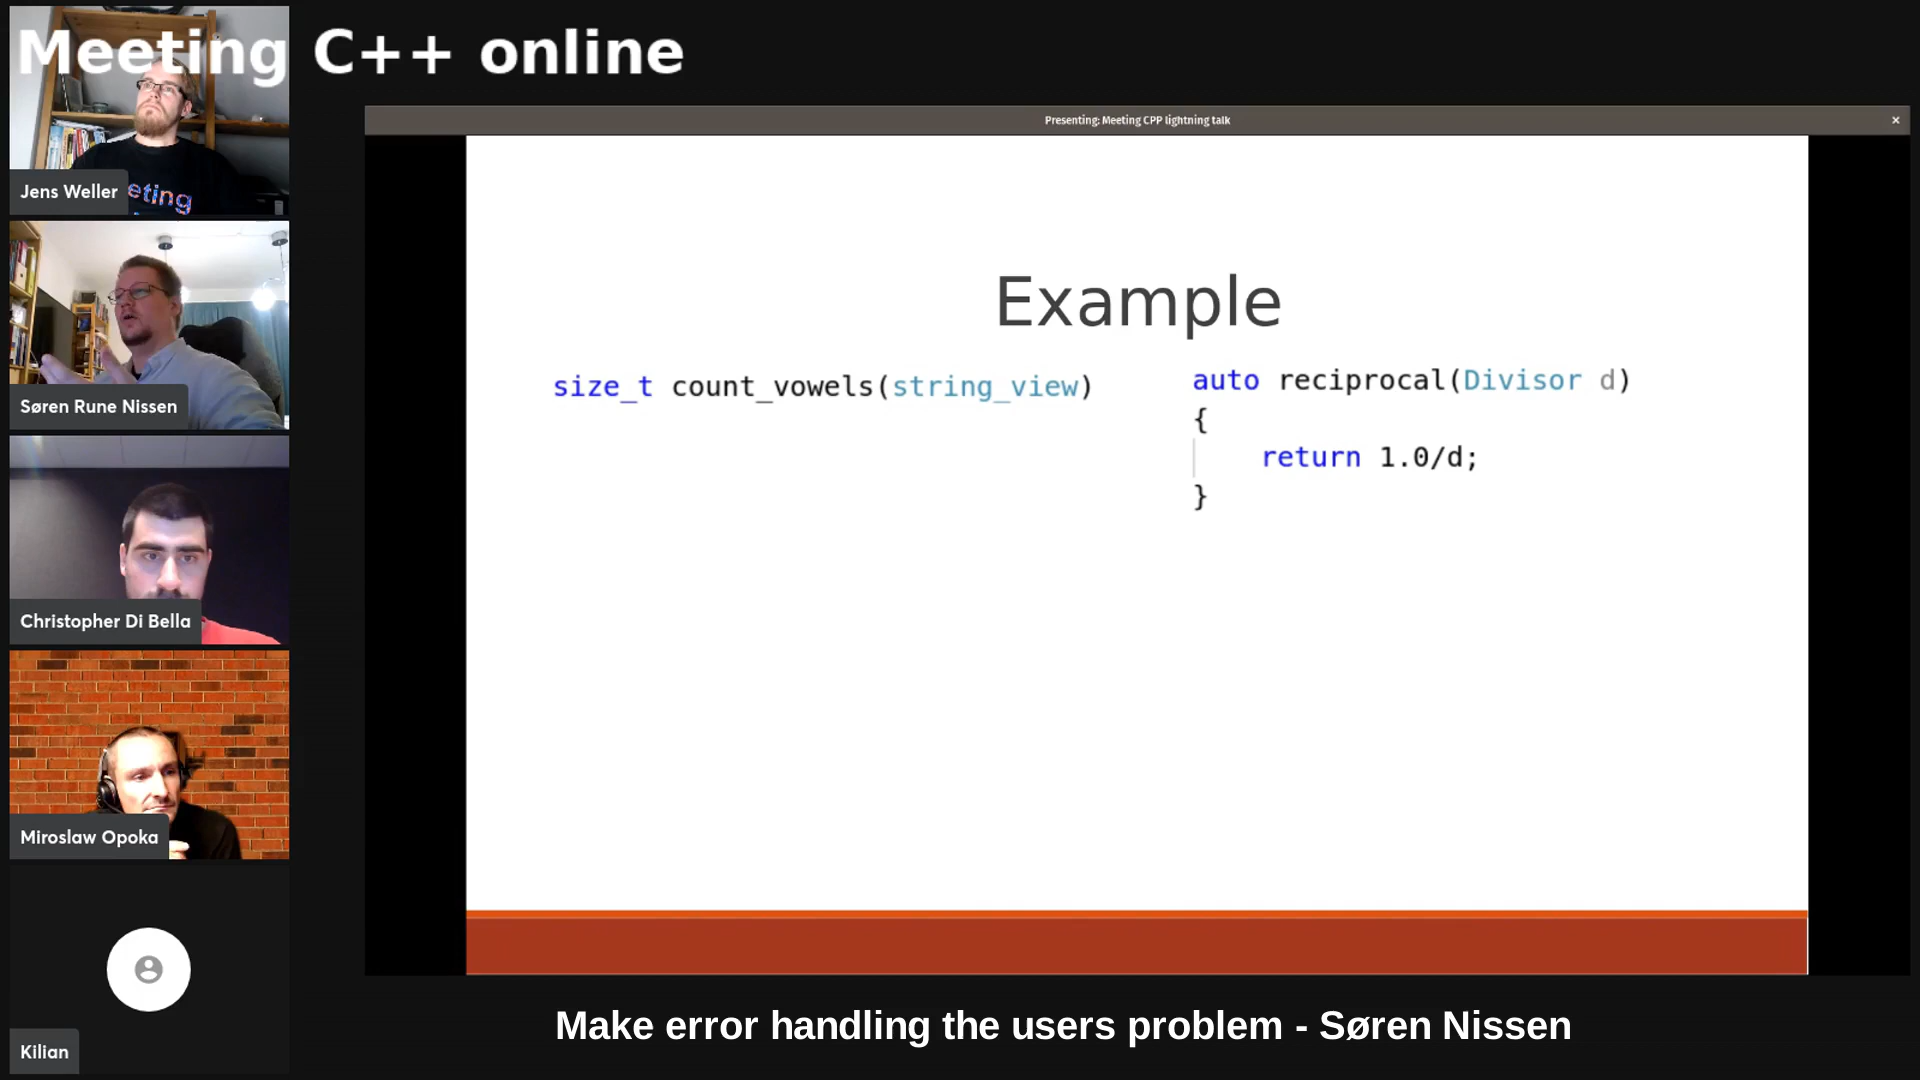 Meeting C++ online
Presenting: Meeting CPP lightning talk
Jens Weller
eting
Søren Rune Nissen
Christopher Di Bella
Miroslaw Opoka
Kilian
Example
size_t count_vowels(string_view)
auto reciprocal(Divisor d)
{
return 1.0/d;
}
Make error handling the users problem - Søren Nissen